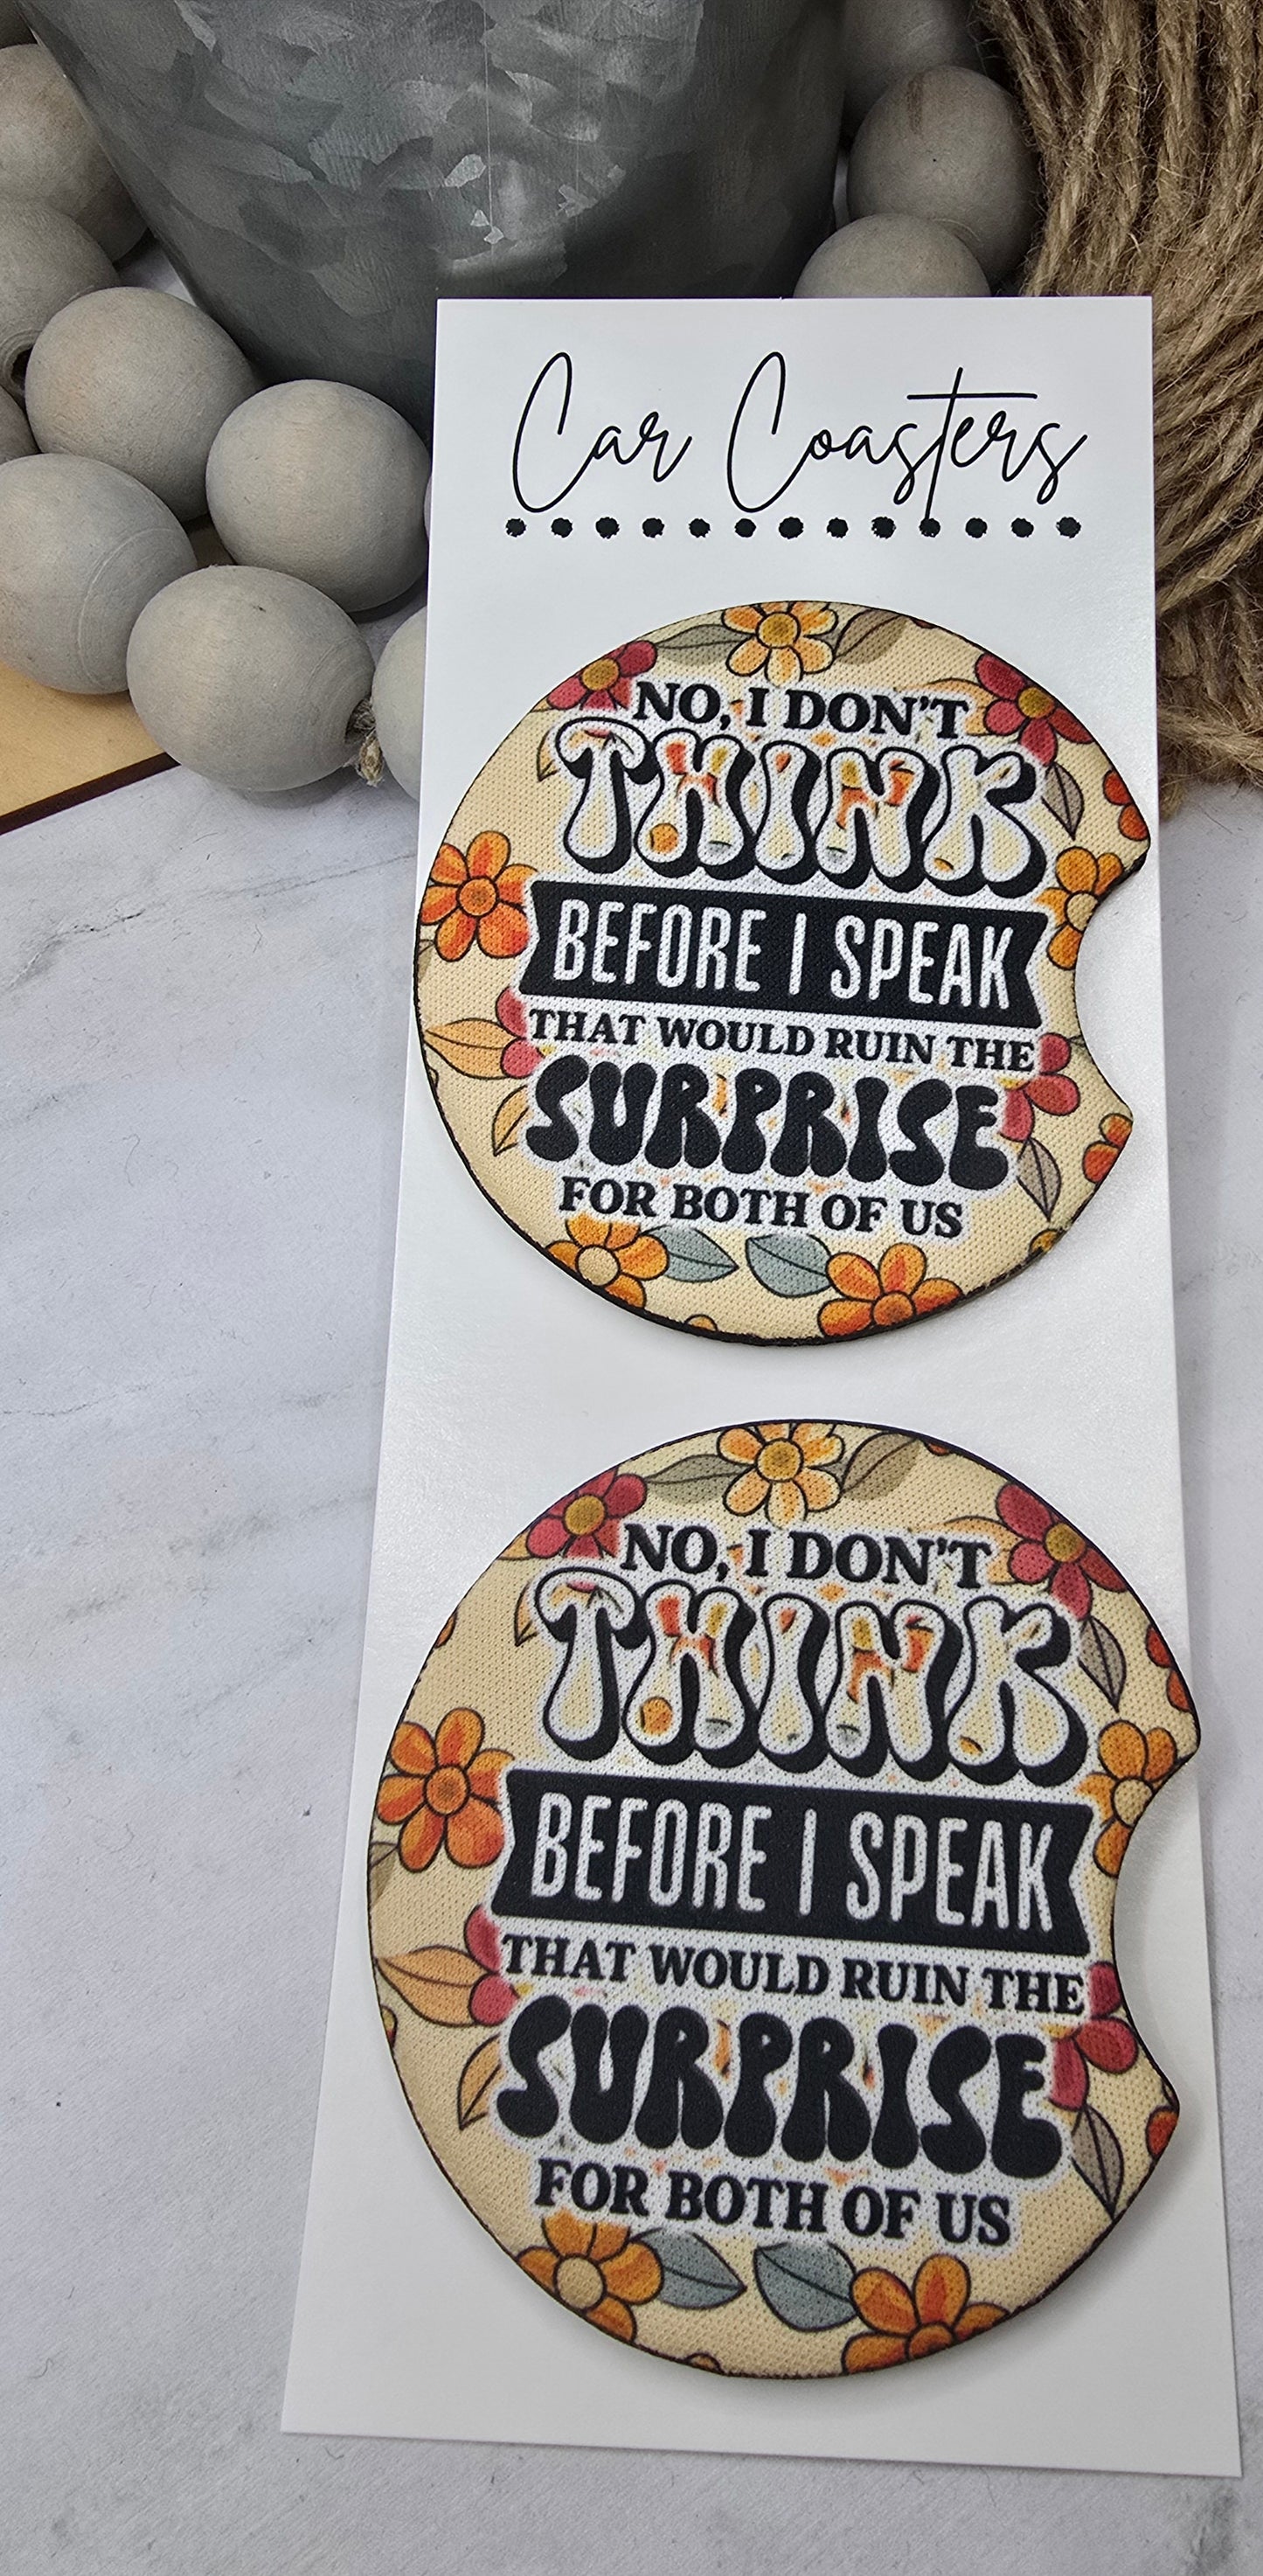 Car Coasters
NO, I DON'T
THINK
BEFORE I SPEAK
THAT WOULD RUIN THE
SURPRISE
FOR BOTH OF US
NO, I DON'T
THINK
BEFORE I SPEAK
THAT WOULD RUIN THE
SURPRISE
FOR BOTH OF US